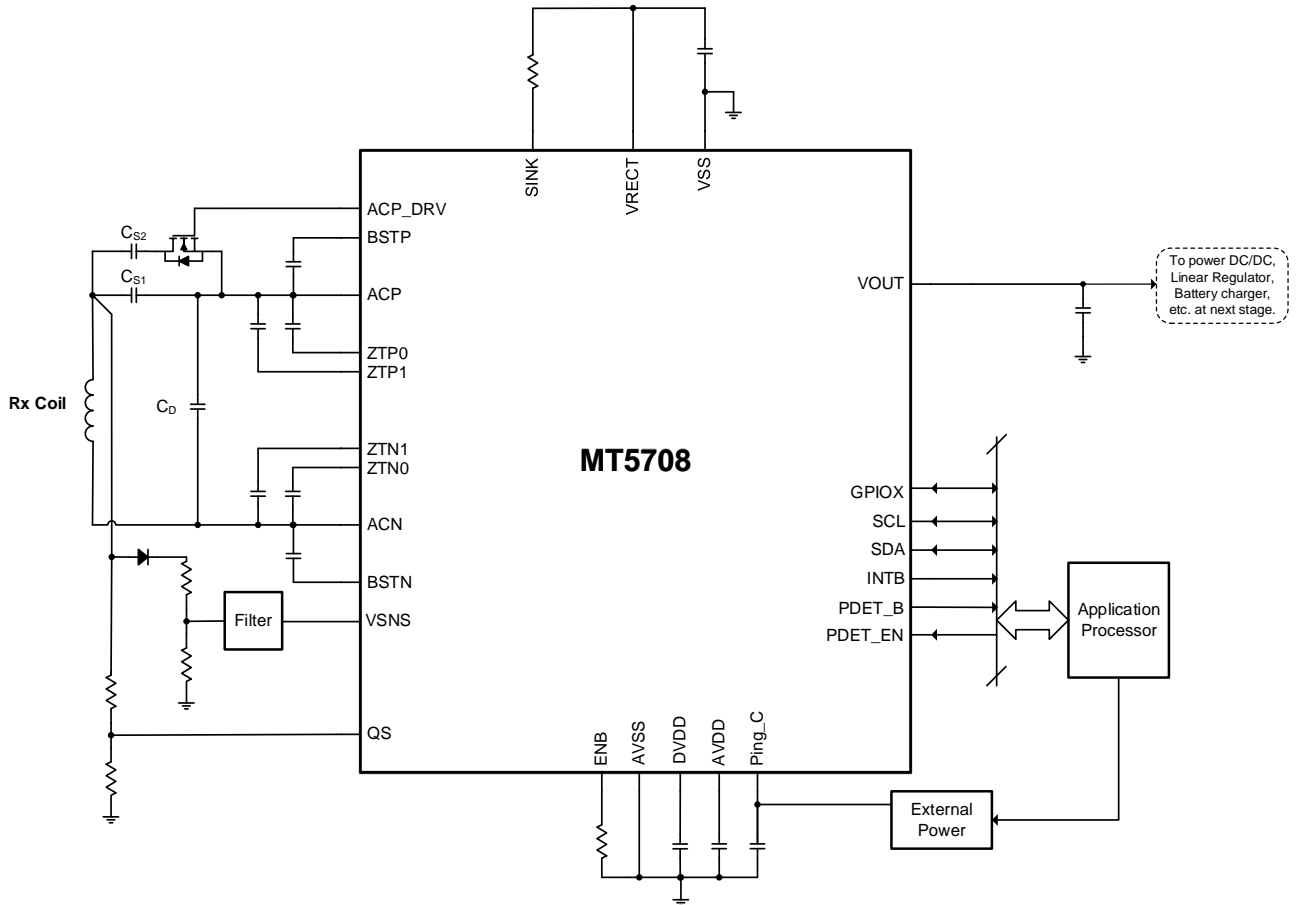 SINK
VRECT
VSS
ACP_DRV
BSTP
ACP
ZTP0
ZTP1
ZTN1
ZTN0
ACN
BSTN
VSNS
QS
CS2
CS1
CD
Rx Coil
Filter
MT5708
VOUT
To power DC/DC,
Linear Regulator,
Battery charger,
etc. at next stage.
GPIOX
SCL
SDA
INTB
PDET_B
PDET_EN
Application
Processor
ENB
AVSS
DVDD
AVDD
Ping_C
External
Power